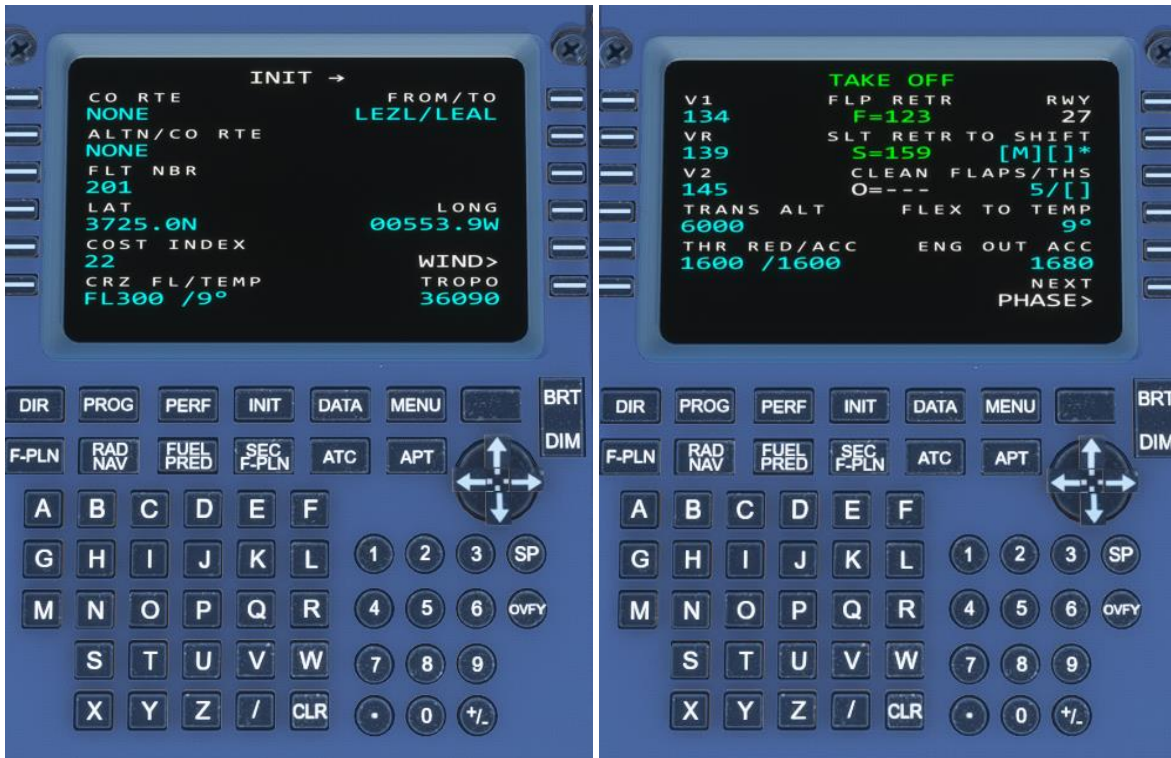 INIT →
CO RTE FROM/TO
NONE LEZL/LEAL
ALTN/CO RTE
NONE
FLT NBR
201
LAT LONG
3725.0N 00553.9W
COST INDEX
22 WIND>
CRZ FL/TEMP TROPO
FL300 /9° 36090
BRT
DIR PROG PERF INIT DATA MENU
DIM
F-PLN RAD NAV FUEL PRED SEC F-PLN ATC APT
A B C D E F
G H I J K L 1 2 3 SP
M N O P Q R 4 5 6 OVFY
S T U V W 7 8 9
X Y Z / CLR . 0 +/-
TAKE OFF
V1 FLP RETR RWY
134 F=123 27
VR SLT RETR TO SHIFT
139 S=159 [M][]*
V2 CLEAN FLAPS/THS
145 O=--- 5/[]
TRANS ALT FLEX TO TEMP
6000 9°
THR RED/ACC ENG OUT ACC
1600 /1600 1680
NEXT
PHASE>
BRT
DIR PROG PERF INIT DATA MENU
DIM
F-PLN RAD NAV FUEL PRED SEC F-PLN ATC APT
A B C D E F
G H I J K L 1 2 3 SP
M N O P Q R 4 5 6 OVFY
S T U V W 7 8 9
X Y Z / CLR . 0 +/-